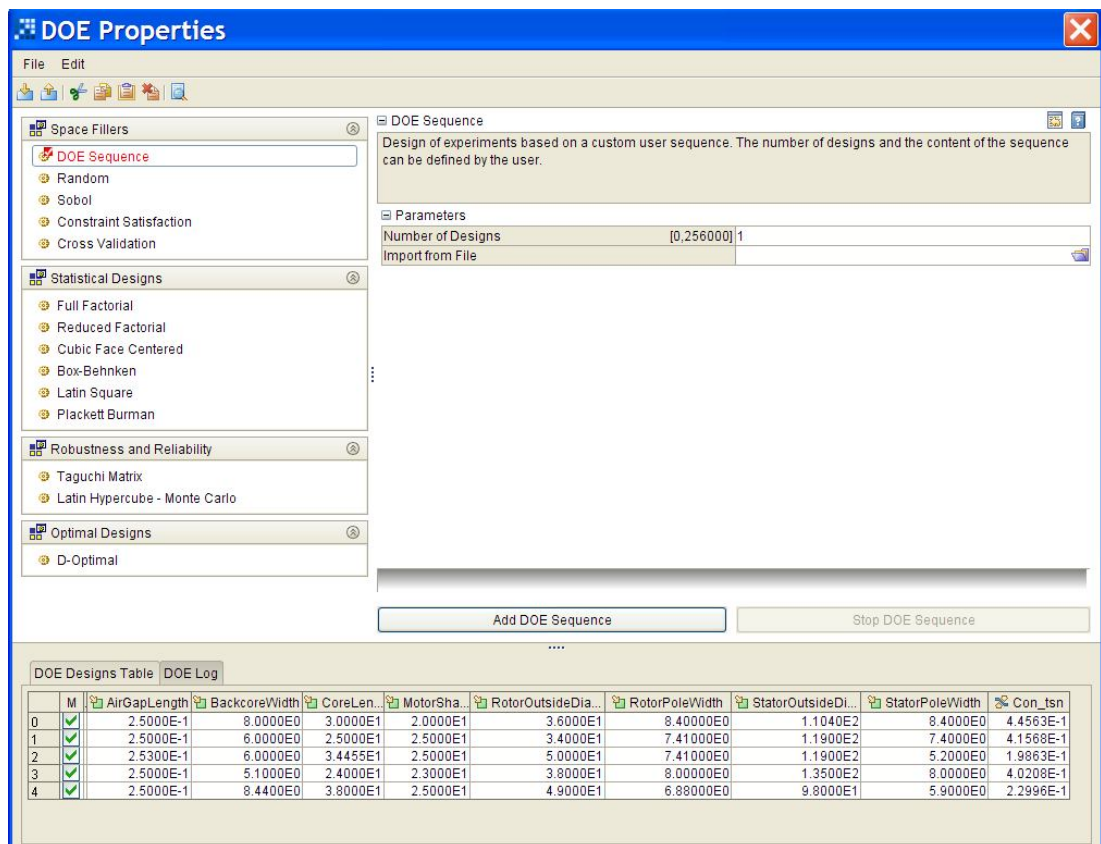 DOE Properties
File Edit
Space Fillers
DOE Sequence
Random
Sobol
Constraint Satisfaction
Cross Validation
Statistical Designs
Full Factorial
Reduced Factorial
Cubic Face Centered
Box-Behnken
Latin Square
Plackett Burman
Robustness and Reliability
Taguchi Matrix
Latin Hypercube - Monte Carlo
Optimal Designs
D-Optimal
DOE Sequence
Design of experiments based on a custom user sequence. The number of designs and the content of the sequence
can be defined by the user.
Parameters
Number of Designs [0,256000] 1
Import from File
Add DOE Sequence Stop DOE Sequence
DOE Designs Table DOE Log
M AirGapLength BackcoreWidth CoreLen... MotorSha... RotorOutsideDia... RotorPoleWidth StatorOutsideDi... StatorPoleWidth Con_tsn
0 2.5000E-1 8.0000E0 3.0000E1 2.0000E1 3.6000E1 8.40000E0 1.1040E2 8.4000E0 4.4563E-1
1 2.5000E-1 6.0000E0 2.5000E1 2.5000E1 3.4000E1 7.41000E0 1.1900E2 7.4000E0 4.1568E-1
2 2.5300E-1 6.0000E0 3.4455E1 2.5000E1 5.0000E1 7.41000E0 1.1900E2 5.2000E0 1.9863E-1
3 2.5000E-1 5.1000E0 2.4000E1 2.3000E1 3.8000E1 8.00000E0 1.3500E2 8.0000E0 4.0208E-1
4 2.5000E-1 8.4400E0 3.8000E1 2.5000E1 4.9000E1 6.88000E0 9.8000E1 5.9000E0 2.2996E-1